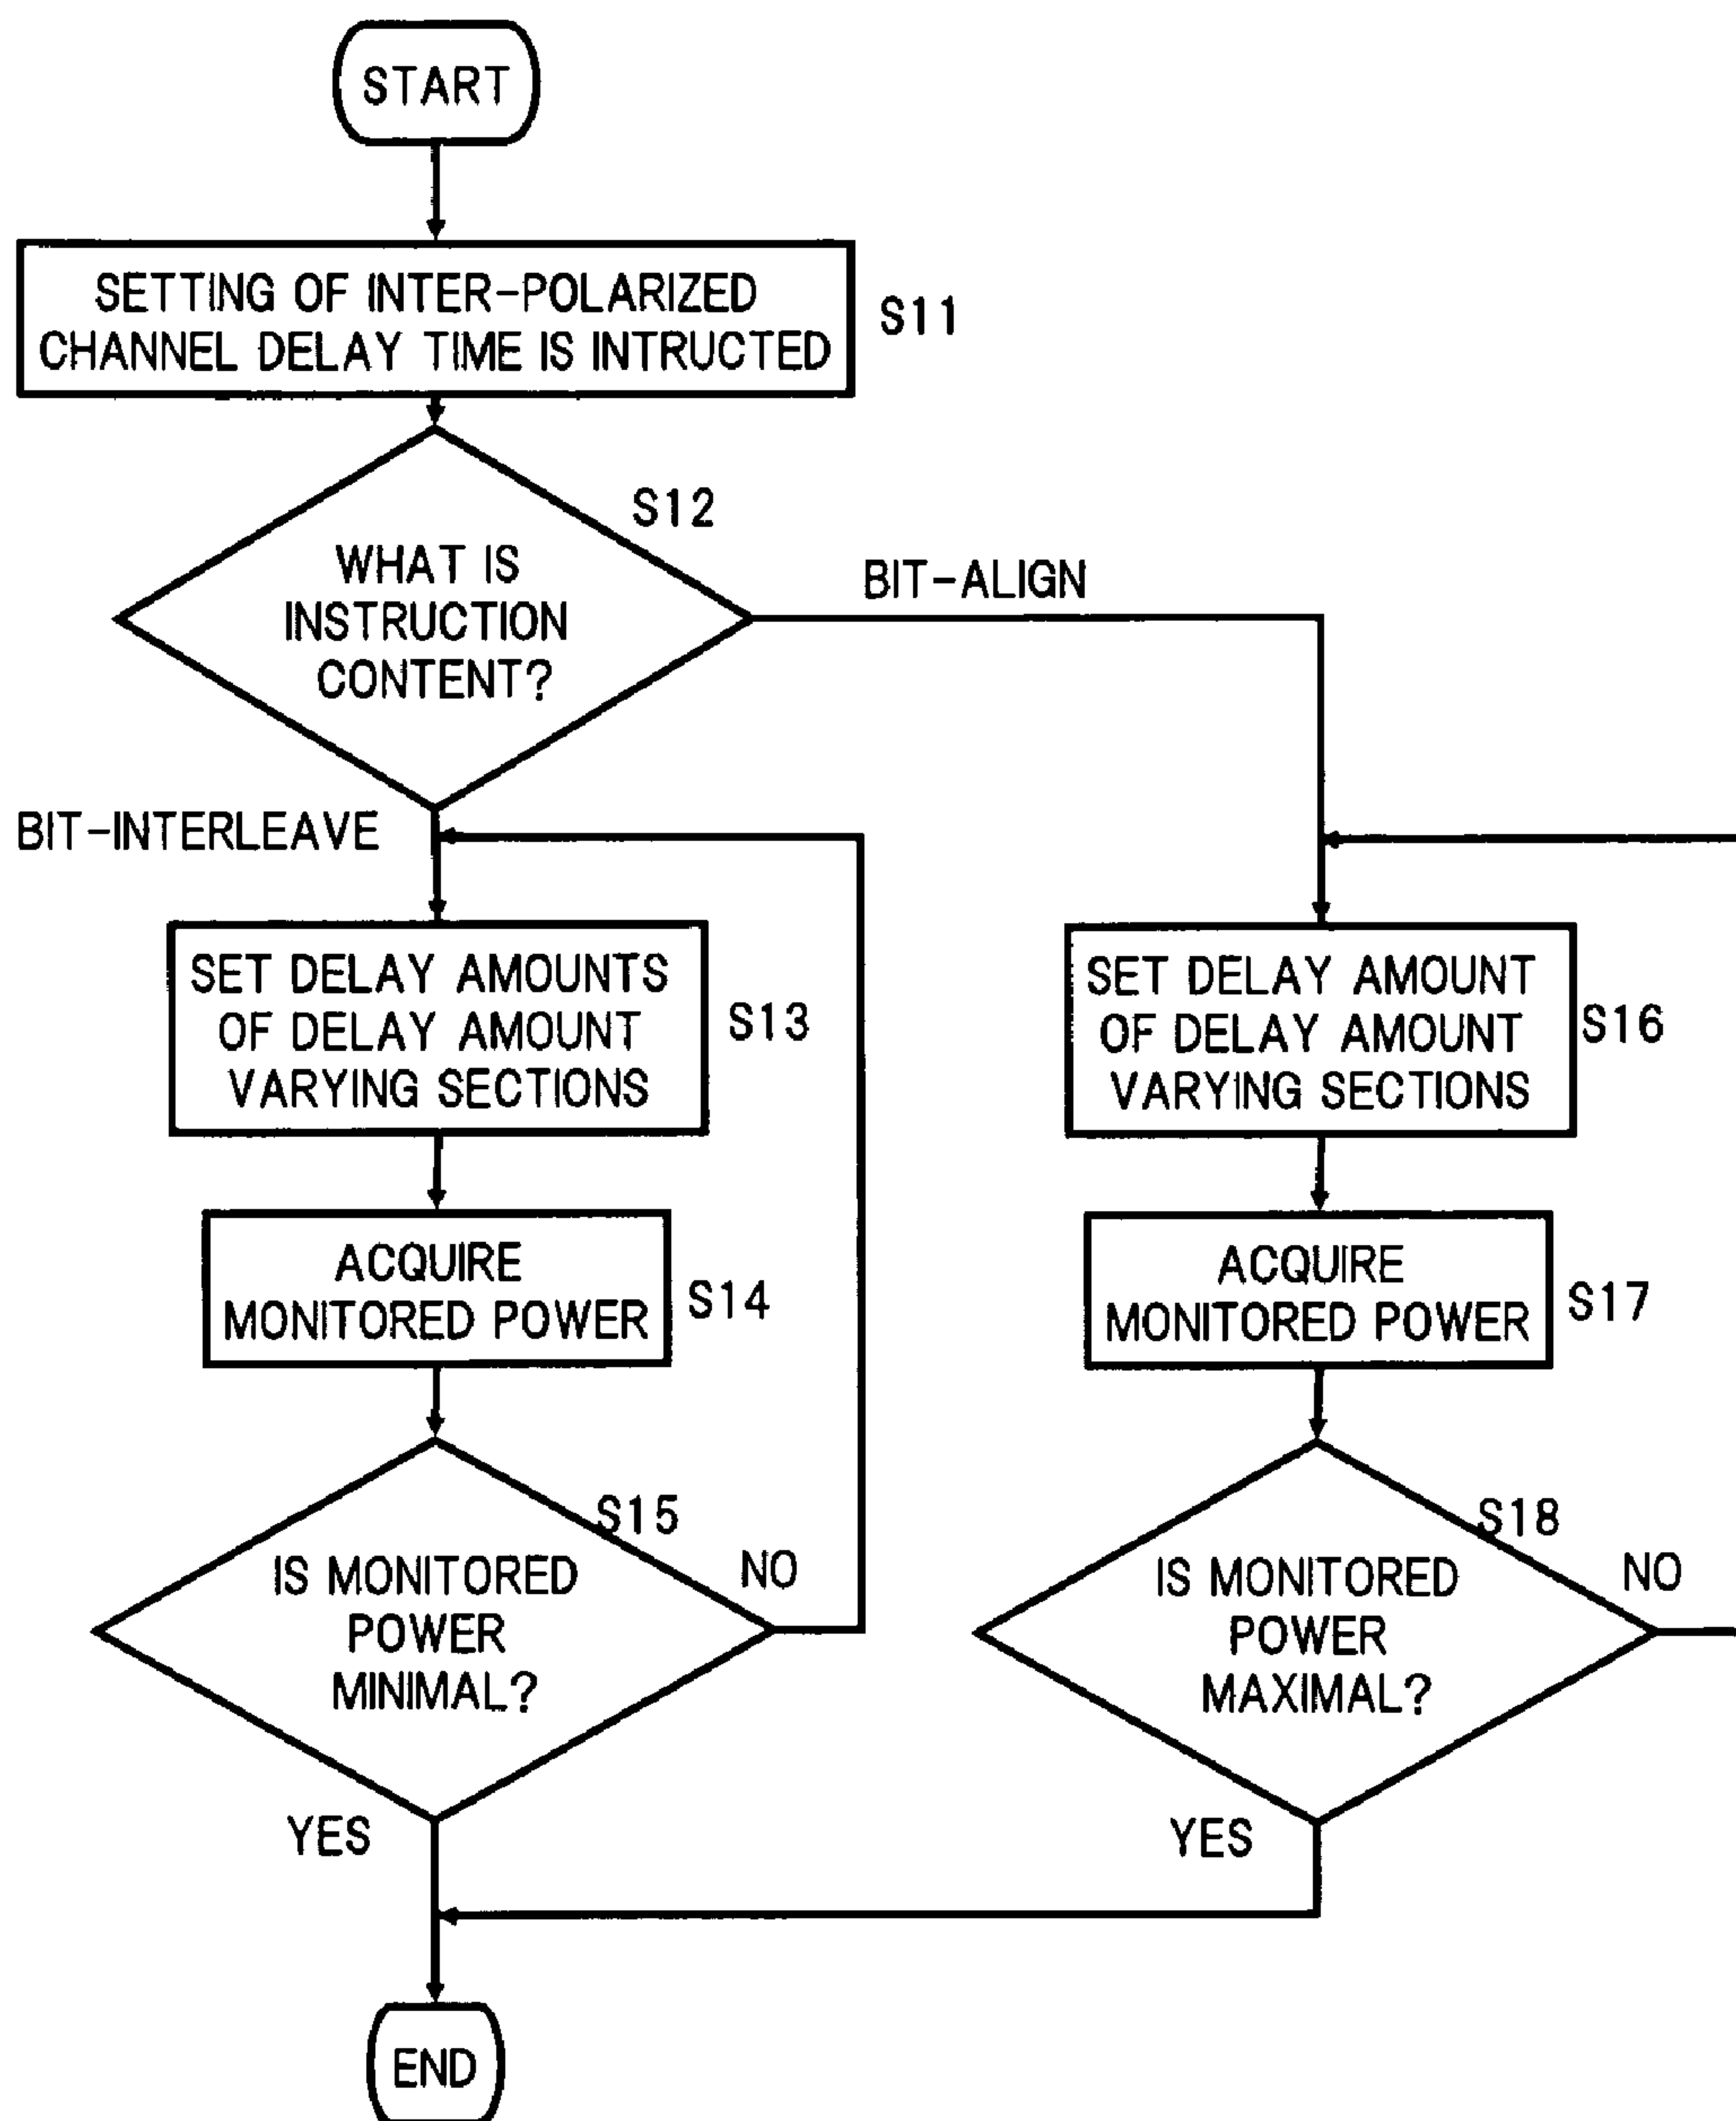 START
SETTING OF INTER-POLARIZED
CHANNEL DELAY TIME IS INTRUCTED
S11
S12
WHAT IS
INSTRUCTION
CONTENT?
BIT-ALIGN
BIT-INTERLEAVE
SET DELAY AMOUNTS
OF DELAY AMOUNT
VARYING SECTIONS
S13
SET DELAY AMOUNT
OF DELAY AMOUNT
VARYING SECTIONS
S16
ACQUIRE
MONITORED POWER
S14
ACQUIRE
MONITORED POWER
S17
S15
IS MONITORED
POWER
MINIMAL?
NO
YES
S18
IS MONITORED
POWER
MAXIMAL?
NO
YES
END